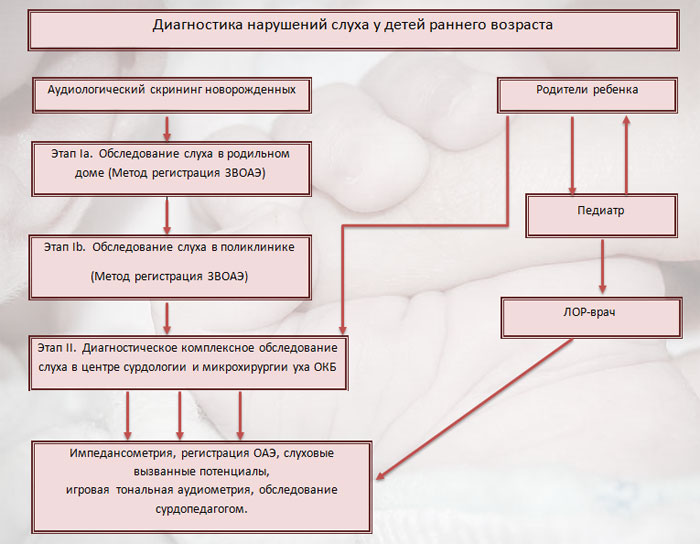 Диагностика нарушений слуха у детей раннего возраста
Аудиологический скрининг новорожденных
Родители ребенка
Этап Ia. Обследование слуха в родильном
доме (Метод регистрация ЗВОАЭ)
Педиатр
Этап Ib. Обследование слуха в поликлинике
(Метод регистрация ЗВОАЭ)
ЛОР-врач
Этап II. Диагностическое комплексное обследование
слуха в центре сурдологии и микрохирургии уха ОКБ
Импедансометрия, регистрация ОАЭ, слуховые
вызванные потенциалы,
игровая тональная аудиометрия, обследование
сурдопедагогом.